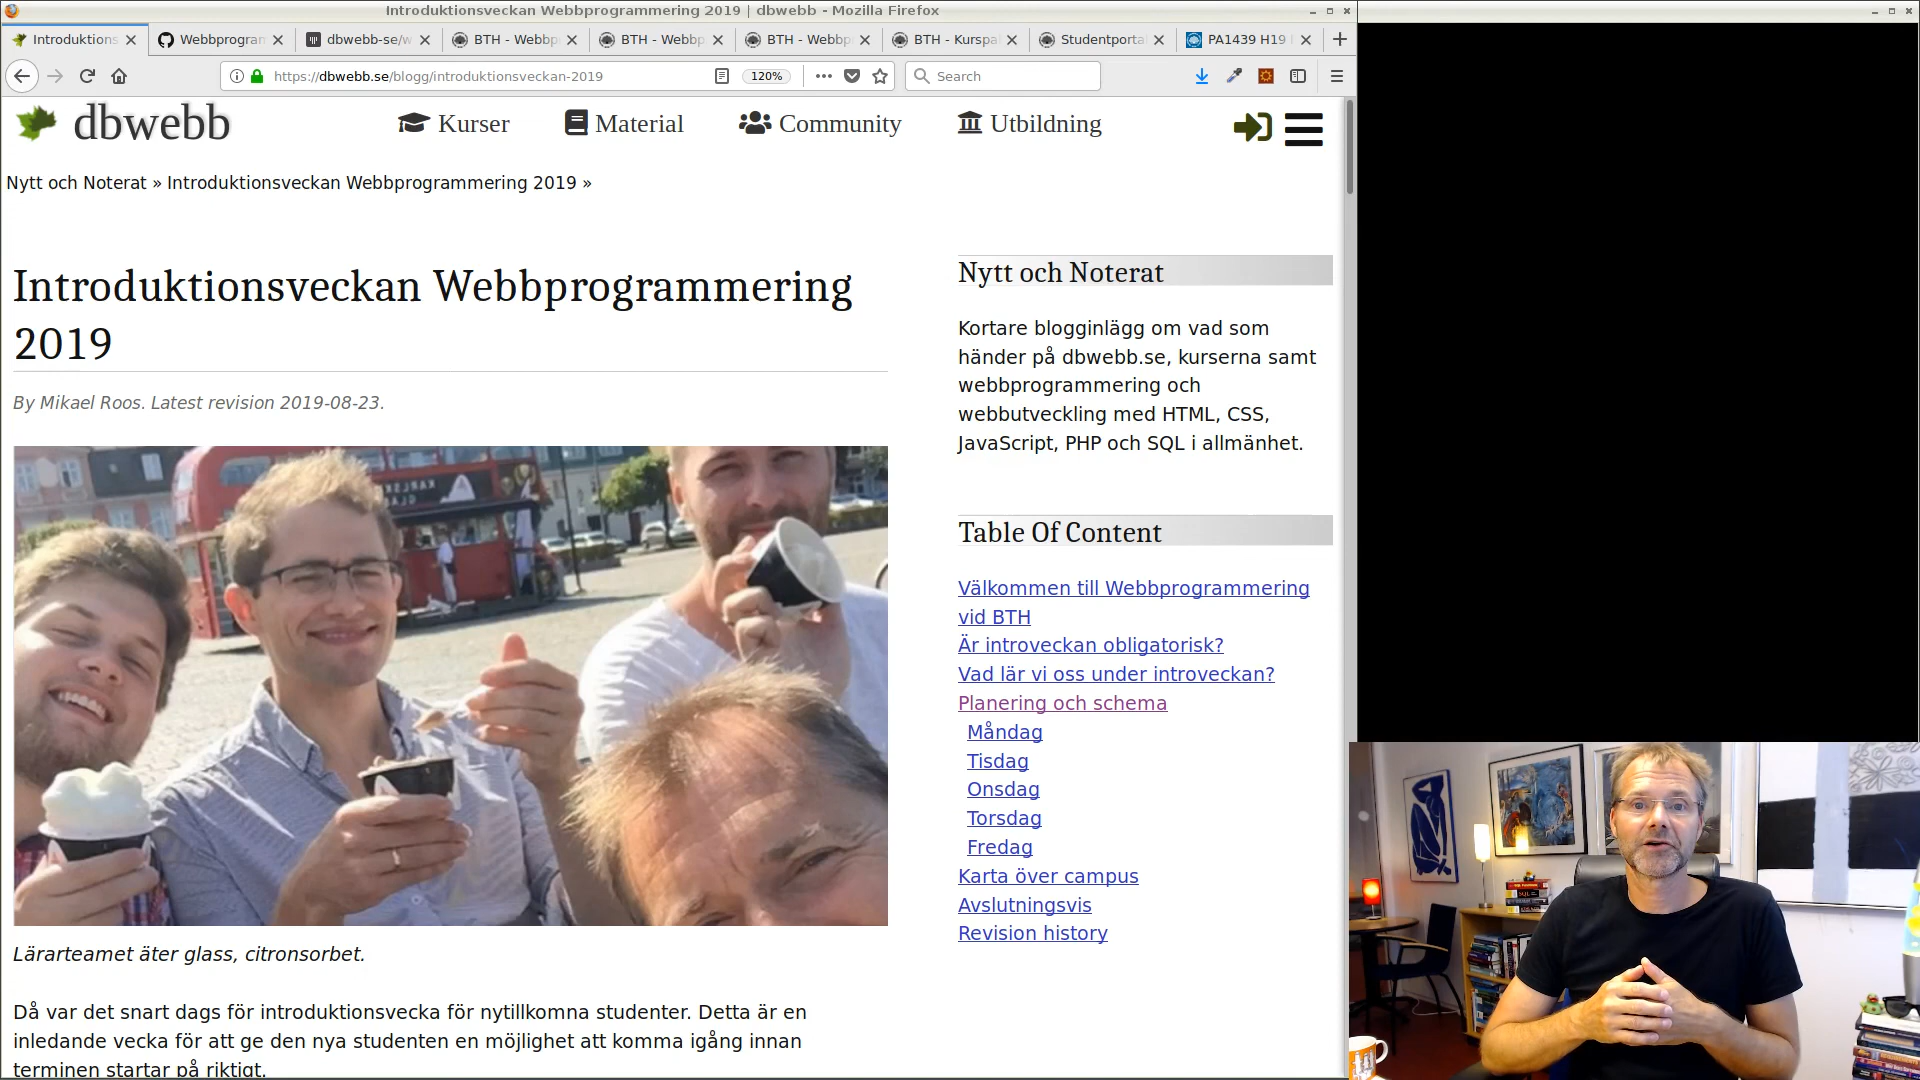 Introduktionsveckan Webbprogrammering 2019 | dbwebb - Mozilla Firefox
Introduktions
Webbprogran
dbwebb-se/w
BTH - Webbp
BTH - Webbp
BTH - Webbp
BTH - Kurspa
Studentporta
PA1439 H19
https://dbwebb.se/blogg/introduktionsveckan-2019
120%
Search
dbwebb
Kurser
Material
Community
Utbildning
Nytt och Noterat » Introduktionsveckan Webbprogrammering 2019 »
Introduktionsveckan Webbprogrammering
2019
By Mikael Roos. Latest revision 2019-08-23.
Lärarteamet äter glass, citronsorbet.
Då var det snart dags för introduktionsvecka för nytillkomna studenter. Detta är en
inledande vecka för att ge den nya studenten en möjlighet att komma igång innan
terminen startar på riktigt.
Nytt och Noterat
Kortare blogginlägg om vad som
händer på dbwebb.se, kurserna samt
webbprogrammering och
webbutveckling med HTML, CSS,
JavaScript, PHP och SQL i allmänhet.
Table Of Content
Välkommen till Webbprogrammering
vid BTH
Är introveckan obligatorisk?
Vad lär vi oss under introveckan?
Planering och schema
Måndag
Tisdag
Onsdag
Torsdag
Fredag
Karta över campus
Avslutningsvis
Revision history